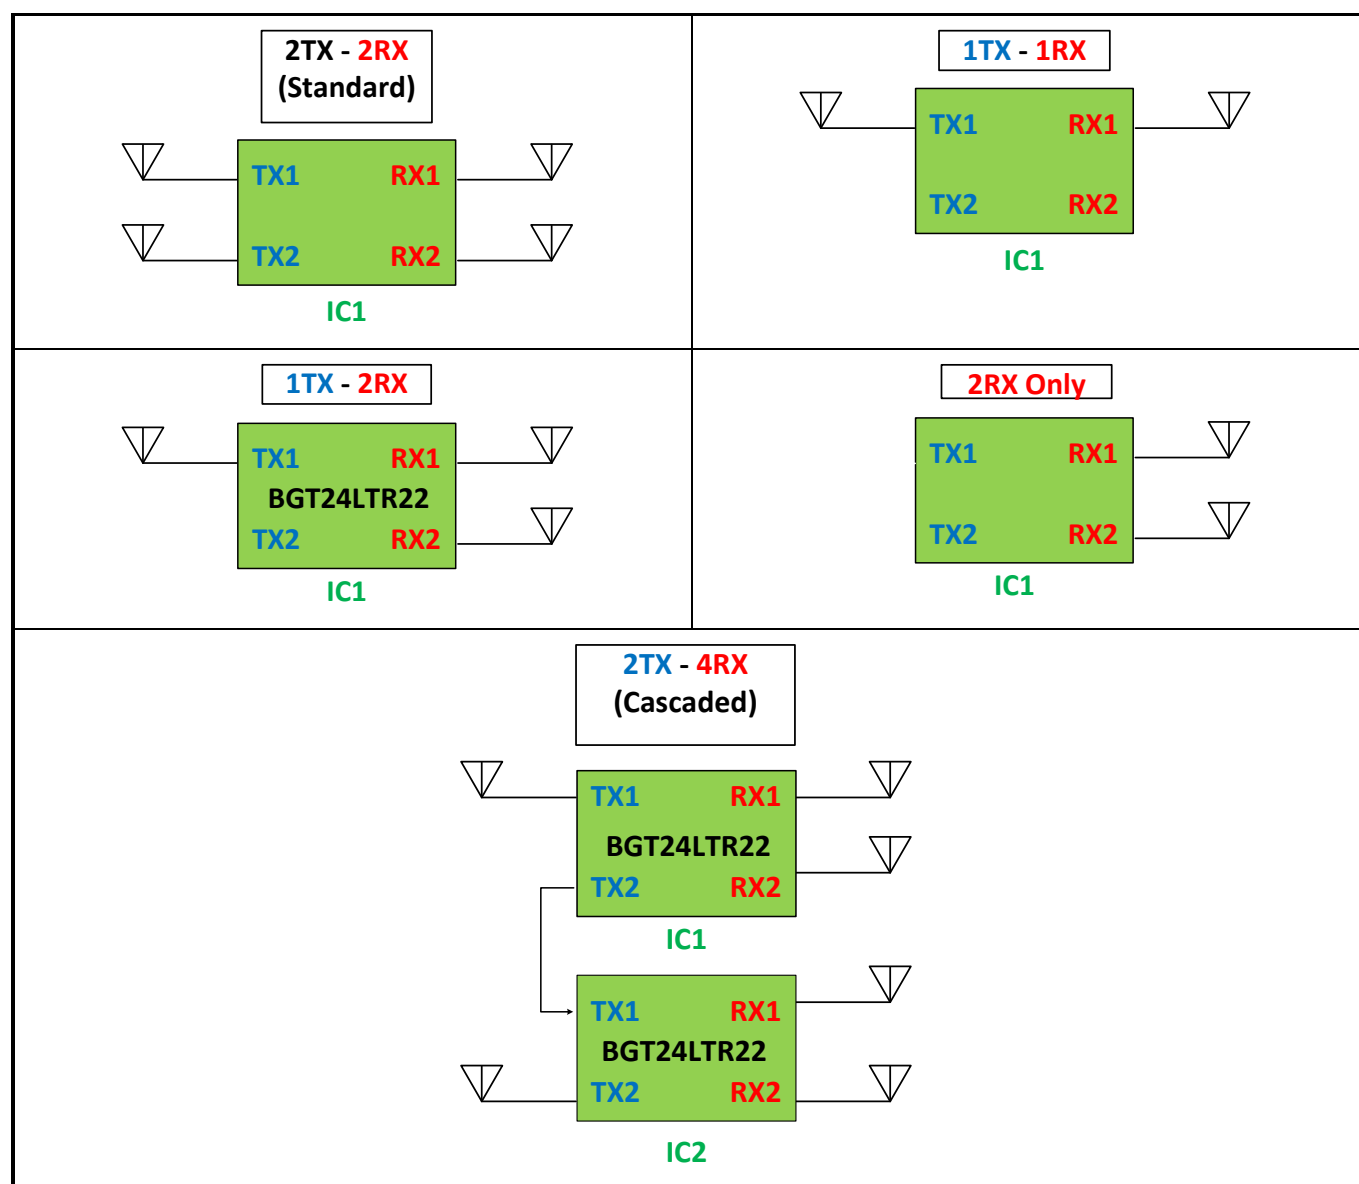 2TX - 2RX
(Standard)
TX1 RX1
TX2 RX2
IC1
1TX - 1RX
TX1 RX1
TX2 RX2
IC1
1TX - 2RX
TX1 RX1
BGT24LTR22
TX2 RX2
IC1
2RX Only
TX1 RX1
TX2 RX2
IC1
2TX - 4RX
(Cascaded)
TX1 RX1
BGT24LTR22
TX2 RX2
IC1
TX1 RX1
BGT24LTR22
TX2 RX2
IC2